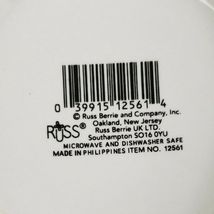 0 39915 12561 4
© Russ Berrie and Company, Inc.
Oakland, New Jersey
RUSS® Russ Berrie UK LTD.
Southampton SO16 0YU
MICROWAVE AND DISHWASHER SAFE
MADE IN PHILIPPINES ITEM NO. 12561